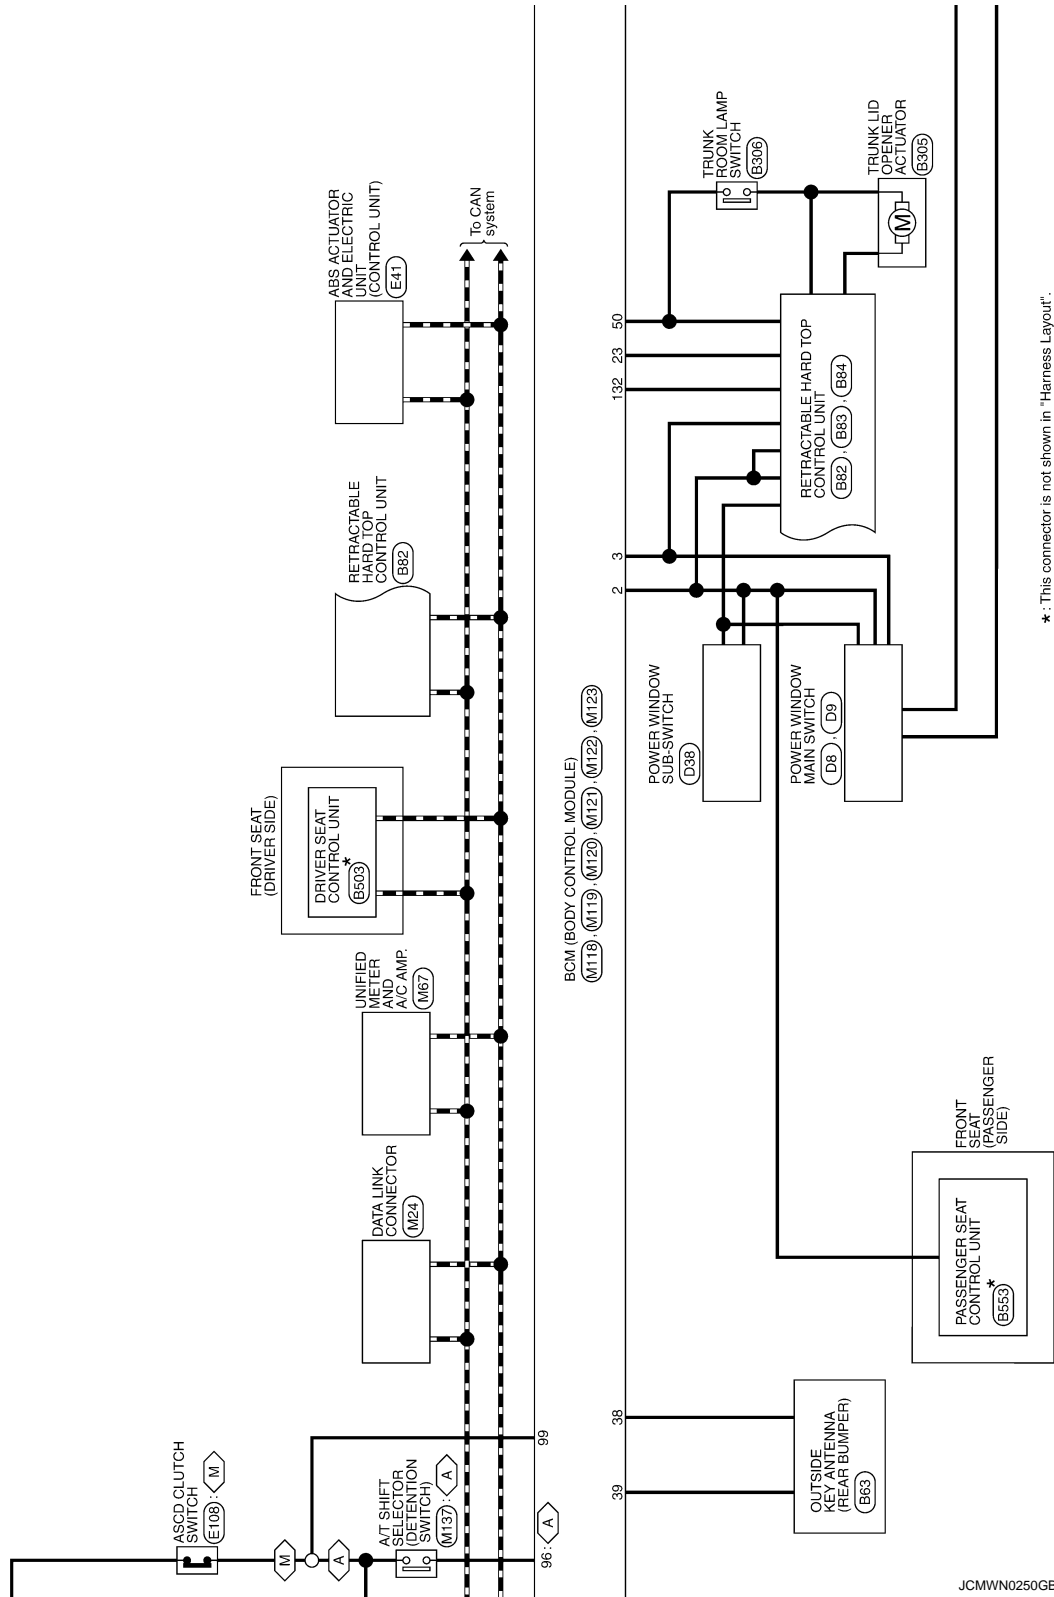 ASCD CLUTCH
SWITCH
E108 : M
M
A
A/T SHIFT
SELECTOR
(DETENTION
SWITCH)
M137 : A
96 : A
99
DATA LINK
CONNECTOR
M24
UNIFIED
METER
AND
A/C AMP.
M67
FRONT SEAT
(DRIVER SIDE)
DRIVER SEAT
CONTROL UNIT
*
B503
RETRACTABLE
HARD TOP
CONTROL UNIT
B82
ABS ACTUATOR
AND ELECTRIC
UNIT
(CONTROL UNIT)
E41
To CAN
system
BCM (BODY CONTROL MODULE)
M118 , M119 , M120 , M121 , M122 , M123
39
38
2
3
132
23
50
OUTSIDE
KEY ANTENNA
(REAR BUMPER)
B63
FRONT
SEAT
(PASSENGER
SIDE)
PASSENGER SEAT
CONTROL UNIT
*
B553
POWER WINDOW
SUB-SWITCH
D38
POWER WINDOW
MAIN SWITCH
D8 , D9
RETRACTABLE HARD TOP
CONTROL UNIT
B82 , B83 , B84
TRUNK
ROOM LAMP
SWITCH
B306
TRUNK LID
OPENER
ACTUATOR
B305
M
* : This connector is not shown in "Harness Layout".
JCMWN0250GE